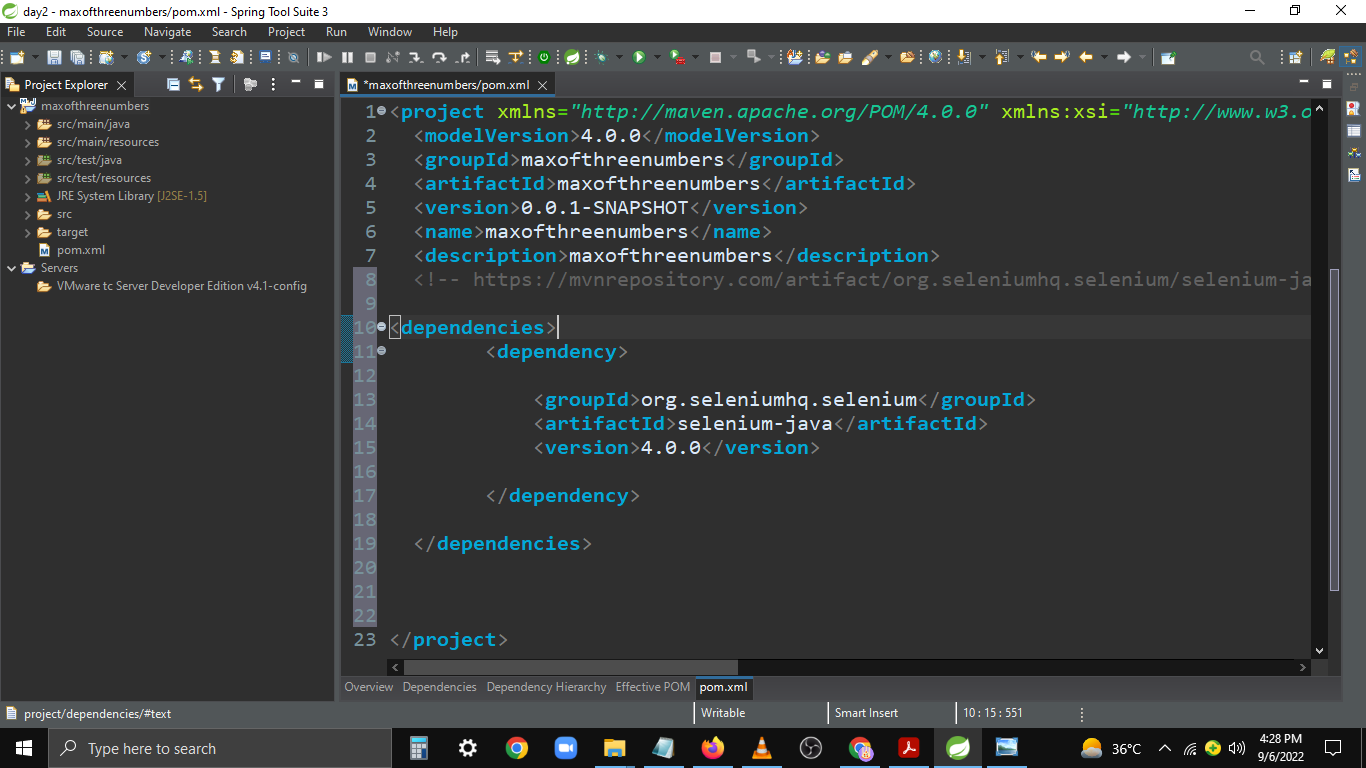 day2 - maxofthreenumbers/pom.xml - Spring Tool Suite 3
File Edit Source Navigate Search Project Run Window Help
Project Explorer
*maxofthreenumbers/pom.xml
maxofthreenumbers
src/main/java
src/main/resources
src/test/java
src/test/resources
JRE System Library [J2SE-1.5]
src
target
pom.xml
Servers
VMware tc Server Developer Edition v4.1-config
1 <project xmlns="http://maven.apache.org/POM/4.0.0" xmlns:xsi="http://www.w3.o
2 <modelVersion>4.0.0</modelVersion>
3 <groupId>maxofthreenumbers</groupId>
4 <artifactId>maxofthreenumbers</artifactId>
5 <version>0.0.1-SNAPSHOT</version>
6 <name>maxofthreenumbers</name>
7 <description>maxofthreenumbers</description>
8 <!-- https://mvnrepository.com/artifact/org.seleniumhq.selenium/selenium-ja
9
10 <dependencies>
11 <dependency>
12
13 <groupId>org.seleniumhq.selenium</groupId>
14 <artifactId>selenium-java</artifactId>
15 <version>4.0.0</version>
16
17 </dependency>
18
19 </dependencies>
20
21
22
23 </project>
Overview Dependencies Dependency Hierarchy Effective POM pom.xml
project/dependencies/#text
Writable
Smart Insert
10 : 15 : 551
Type here to search
36°C
4:28 PM
9/6/2022